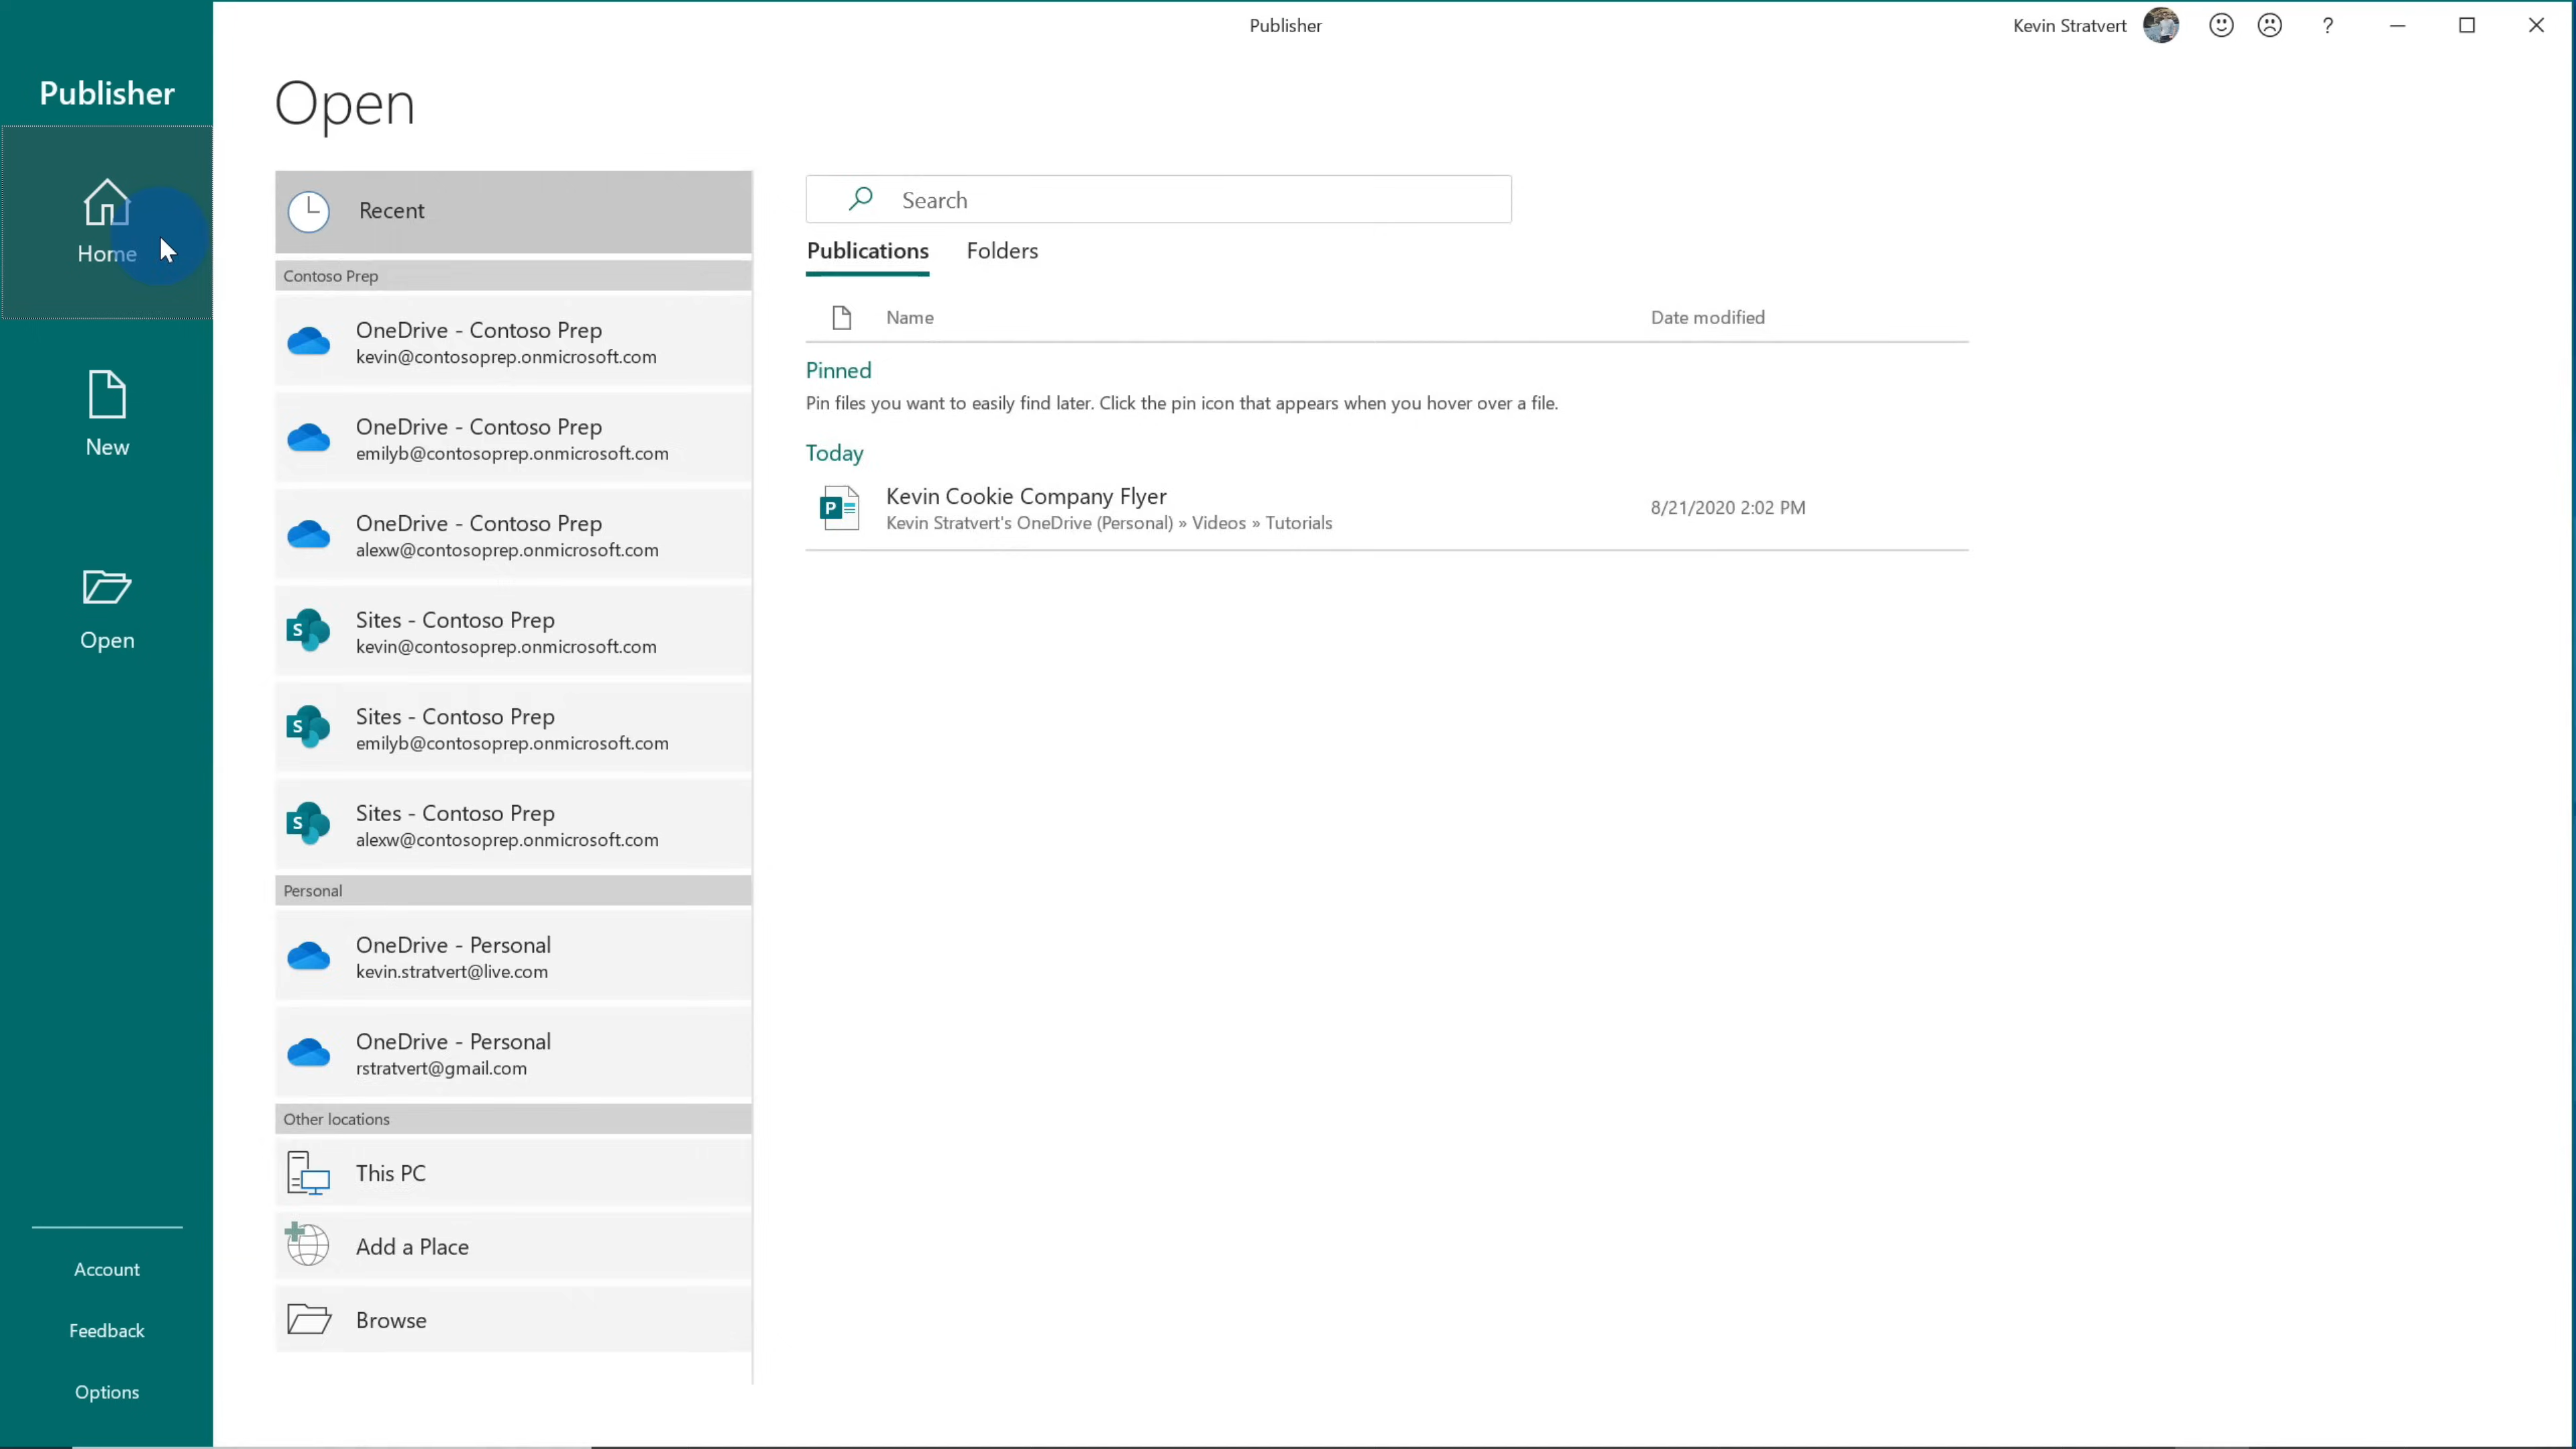 Publisher
Kevin Stratvert
?
Publisher
Home
New
Open
Account
Feedback
Options
Open
Recent
Contoso Prep
OneDrive - Contoso Prep
kevin@contosoprep.onmicrosoft.com
OneDrive - Contoso Prep
emilyb@contosoprep.onmicrosoft.com
OneDrive - Contoso Prep
alexw@contosoprep.onmicrosoft.com
S
Sites - Contoso Prep
kevin@contosoprep.onmicrosoft.com
S
Sites - Contoso Prep
emilyb@contosoprep.onmicrosoft.com
S
Sites - Contoso Prep
alexw@contosoprep.onmicrosoft.com
Personal
OneDrive - Personal
kevin.stratvert@live.com
OneDrive - Personal
rstratvert@gmail.com
Other locations
This PC
Add a Place
Browse
Search
Publications Folders
Name Date modified
Pinned
Pin files you want to easily find later. Click the pin icon that appears when you hover over a file.
Today
P
Kevin Cookie Company Flyer
Kevin Stratvert's OneDrive (Personal) » Videos » Tutorials
8/21/2020 2:02 PM